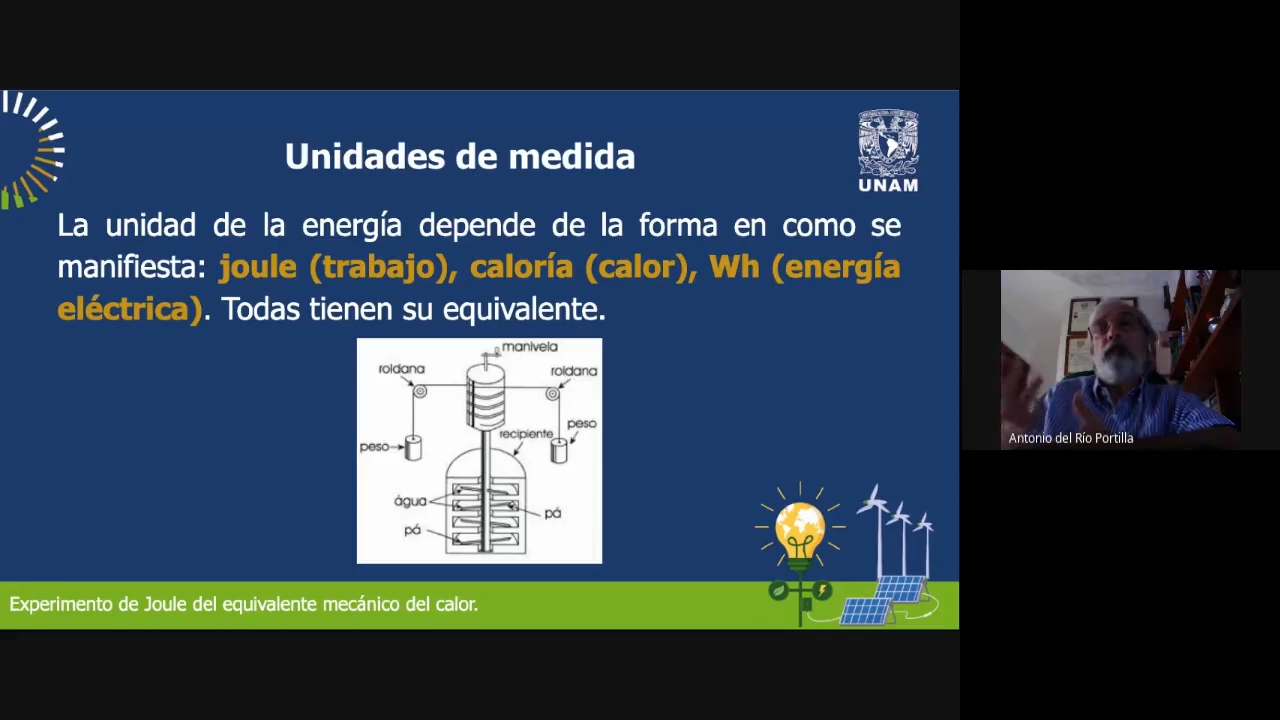 Unidades de medida
UNAM
La unidad de la energía depende de la forma en como se
manifiesta: joule (trabajo), caloría (calor), Wh (energía
eléctrica). Todas tienen su equivalente.
manivela
roldana
roldana
peso
peso
recipiente
água
pá
pá
Experimento de Joule del equivalente mecánico del calor.
Antonio del Río Portilla